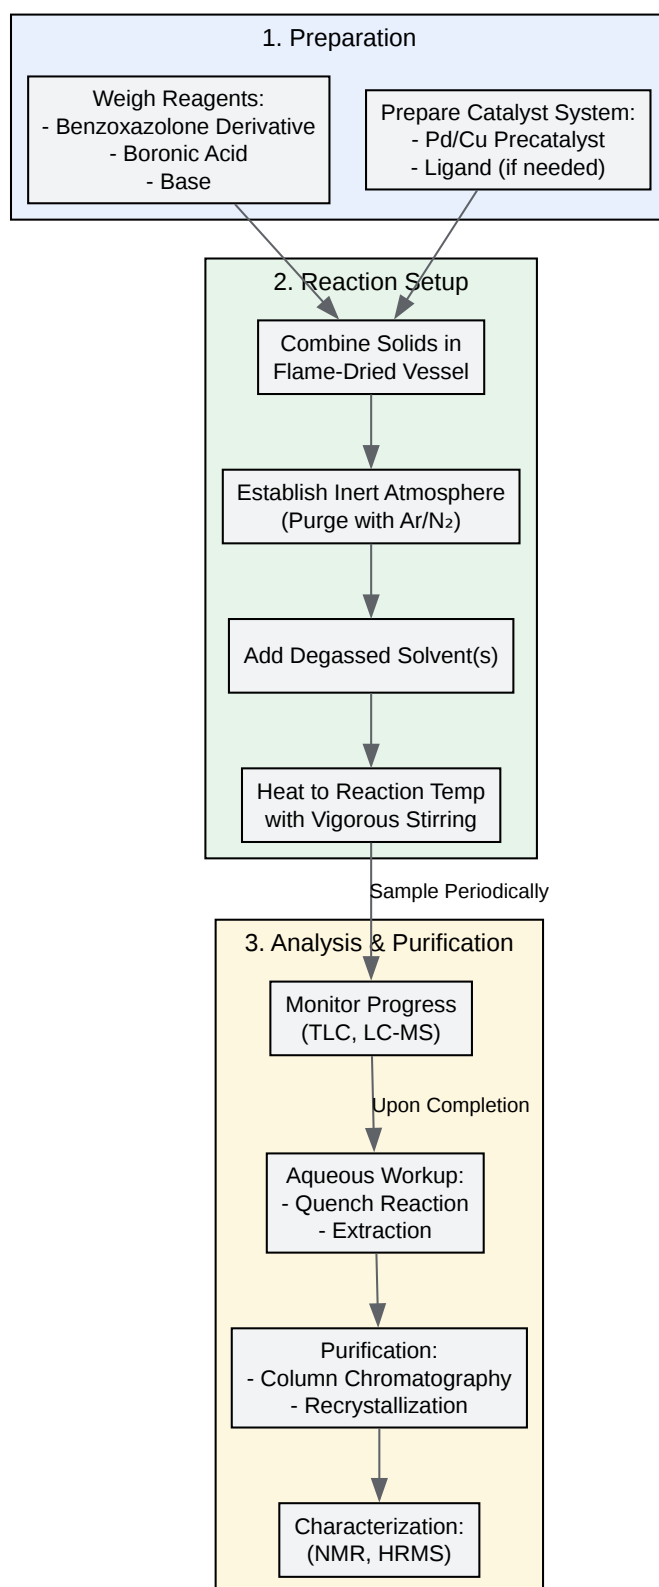 1. Preparation
Weigh Reagents:
- Benzoxazolone Derivative
- Boronic Acid
- Base
Prepare Catalyst System:
- Pd/Cu Precatalyst
- Ligand (if needed)
2. Reaction Setup
Combine Solids in
Flame-Dried Vessel
Establish Inert Atmosphere
(Purge with Ar/N₂)
Add Degassed Solvent(s)
Heat to Reaction Temp
with Vigorous Stirring
Sample Periodically
3. Analysis & Purification
Monitor Progress
(TLC, LC-MS)
Upon Completion
Aqueous Workup:
- Quench Reaction
- Extraction
Purification:
- Column Chromatography
- Recrystallization
Characterization:
(NMR, HRMS)